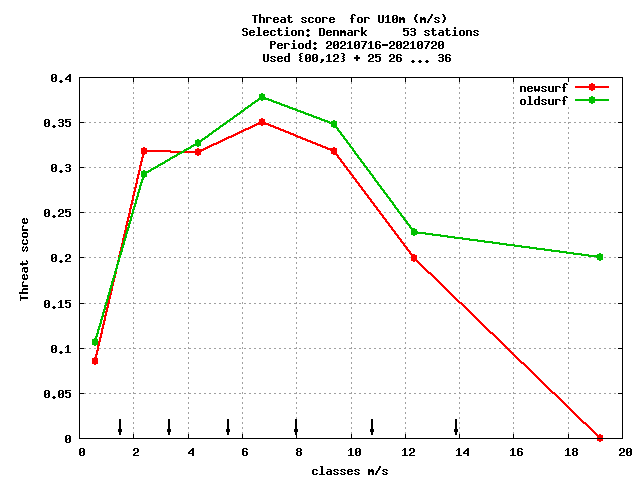 Threat score  for U10m (m/s)
Selection: Denmark     53 stations
Period: 20210716-20210720
Used {00,12} + 25 26 ... 36
newsurf
oldsurf
0.4
0.35
0.3
0.25
0.2
0.15
0.1
0.05
0
Threat score
0 2 4 6 8 10 12 14 16 18 20
classes m/s